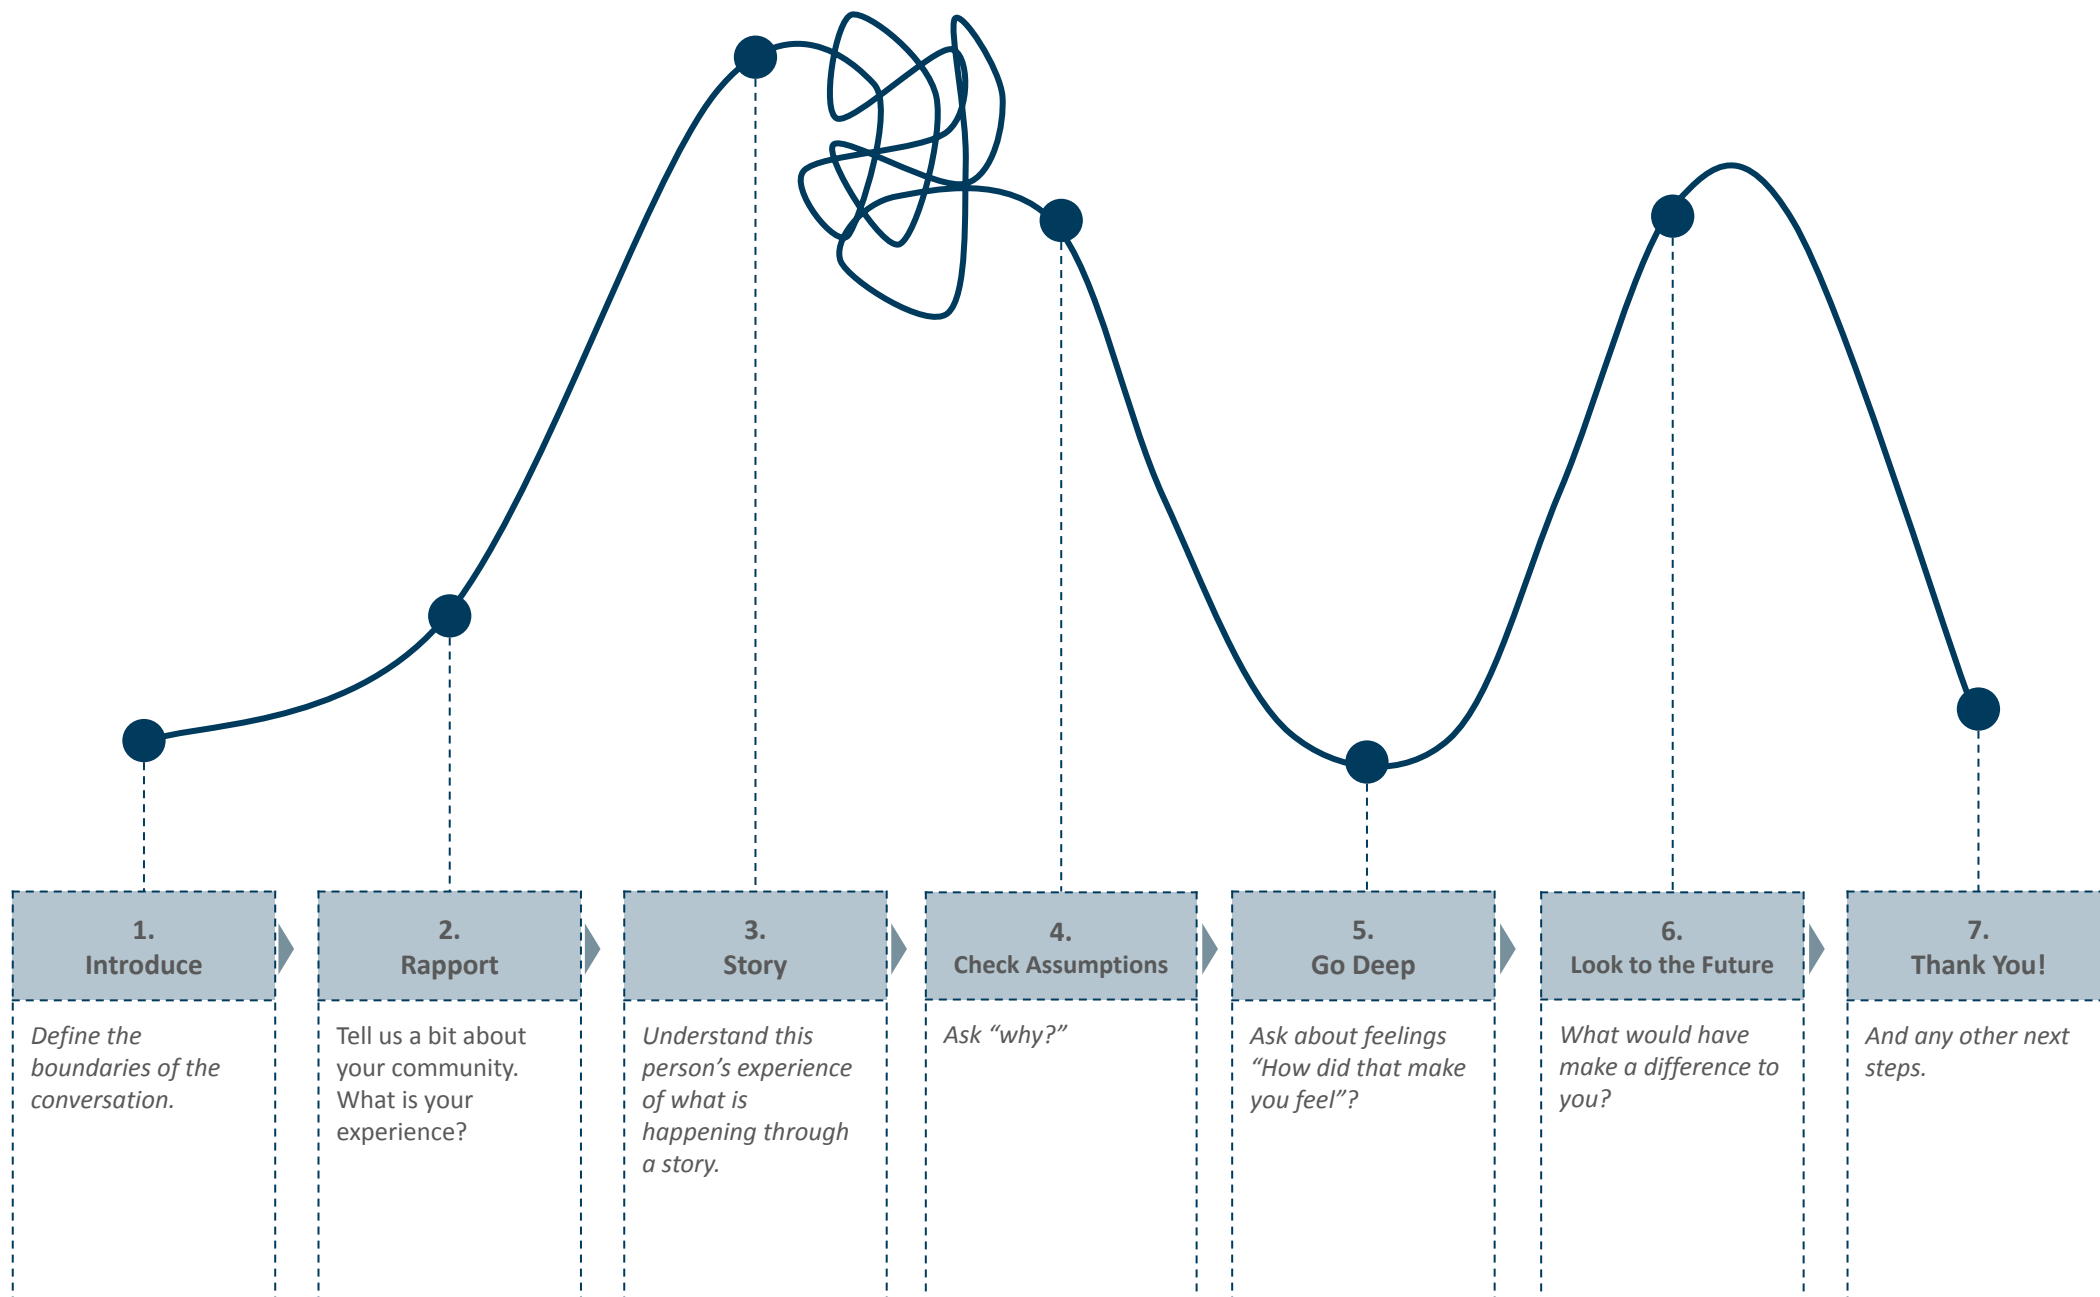 1.
Introduce
Define the
boundaries of the
conversation.
2.
Rapport
Tell us a bit about
your community.
What is your
experience?
3.
Story
Understand this
person’s experience
of what is
happening through
a story.
4.
Check Assumptions
Ask “why?”
5.
Go Deep
Ask about feelings
“How did that make
you feel”?
6.
Look to the Future
What would have
make a difference to
you?
7.
Thank You!
And any other next
steps.